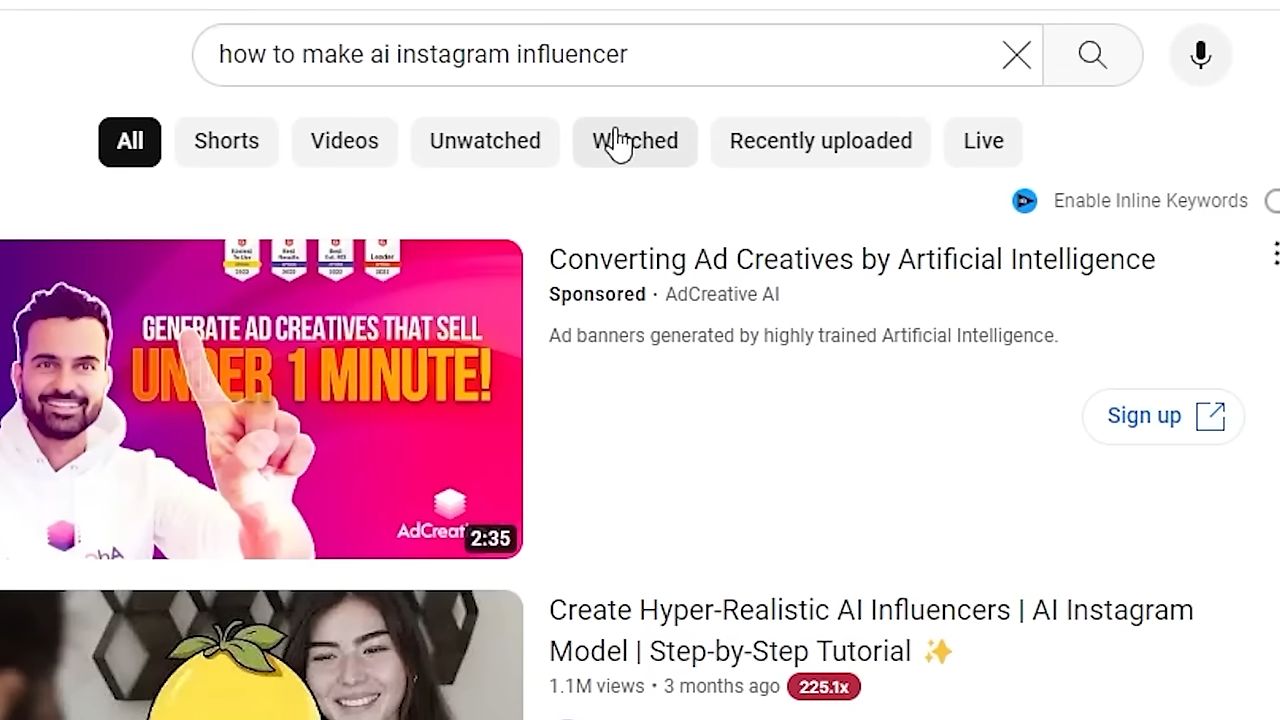 how to make ai instagram influencer
All Shorts Videos Unwatched Watched Recently uploaded Live
Enable Inline Keywords
GENERATE AD CREATIVES THAT SELL
UNDER 1 MINUTE!
2:35
Converting Ad Creatives by Artificial Intelligence
Sponsored · AdCreative AI
Ad banners generated by highly trained Artificial Intelligence.
Sign up
Create Hyper-Realistic AI Influencers | AI Instagram
Model | Step-by-Step Tutorial ✨
1.1M views • 3 months ago 225.1x